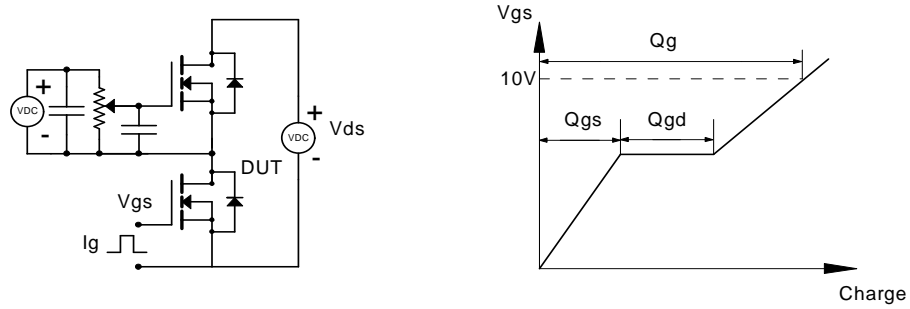 +
VDC
-
+
VDC
-
Vds
DUT
Vgs
Ig
Vgs
Qg
10V
Qgs
Qgd
Charge